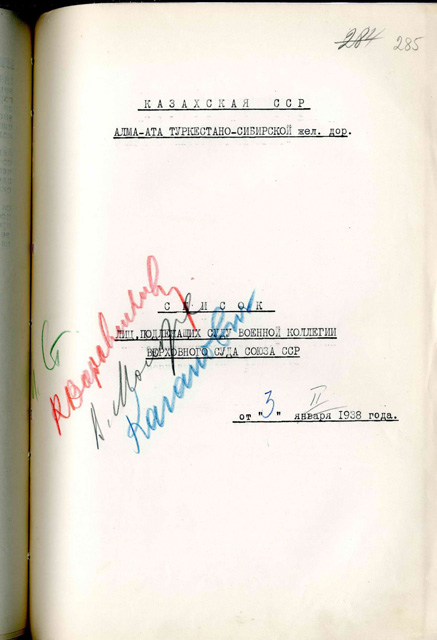 284 285
КАЗАХСКАЯ ССР
АЛМА-АТА ТУРКЕСТАНО-СИБИРСКОЙ жел. дор.
СПИСОК
ЛИЦ, ПОДЛЕЖАЩИХ СУДУ ВОЕННОЙ КОЛЛЕГИИ
ВЕРХОВНОГО СУДА СОЮЗА ССР
Ст
К Ворошилов
В. Молотов
Каганович
от "3" II января 1938 года.